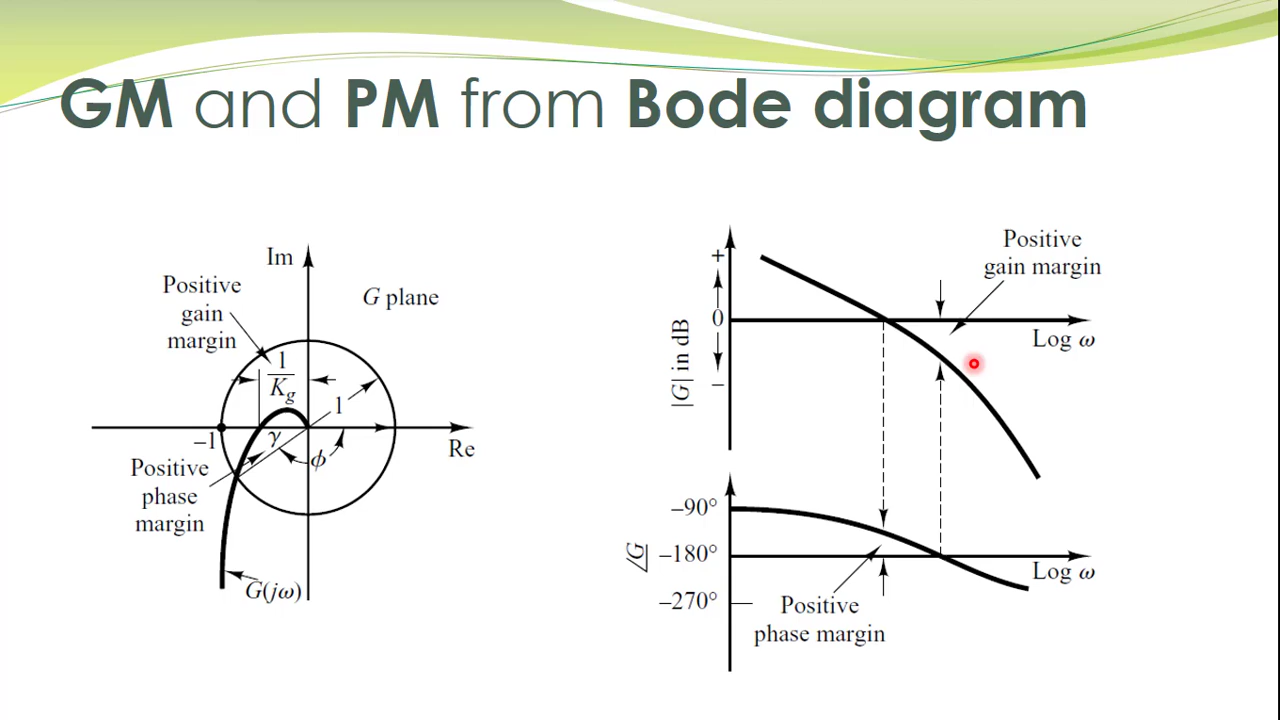 GM and PM from Bode diagram
Im
Positive
gain
margin
G plane
1
K_g
1
−1
γ
ϕ
Re
Positive
phase
margin
G(jω)
Positive
gain margin
+
0
−
|G| in dB
Log ω
−90°
−180°
−270°
∠G
Log ω
Positive
phase margin